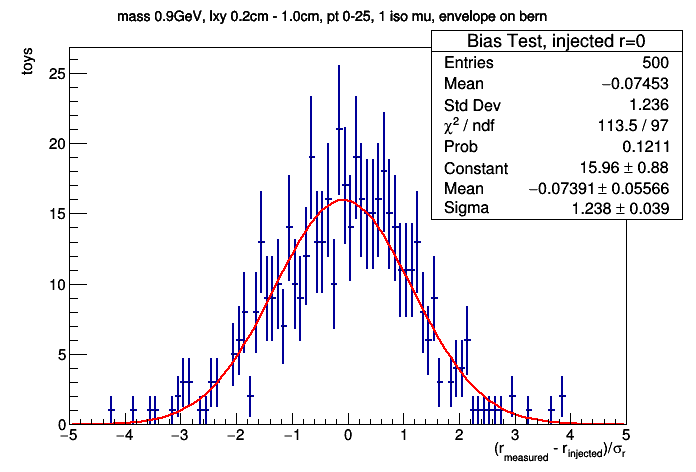 mass 0.9GeV, lxy 0.2cm - 1.0cm, pt 0-25, 1 iso mu, envelope on bern
Bias Test, injected r=0
Entries 500
Mean −0.07453
Std Dev 1.236
χ² / ndf 113.5 / 97
Prob 0.1211
Constant 15.96 ± 0.88
Mean −0.07391 ± 0.05566
Sigma 1.238 ± 0.039
toys
25
20
15
10
5
0
−5 −4 −3 −2 −1 0 1 2 3 4 5
(r_measured - r_injected)/σ_r